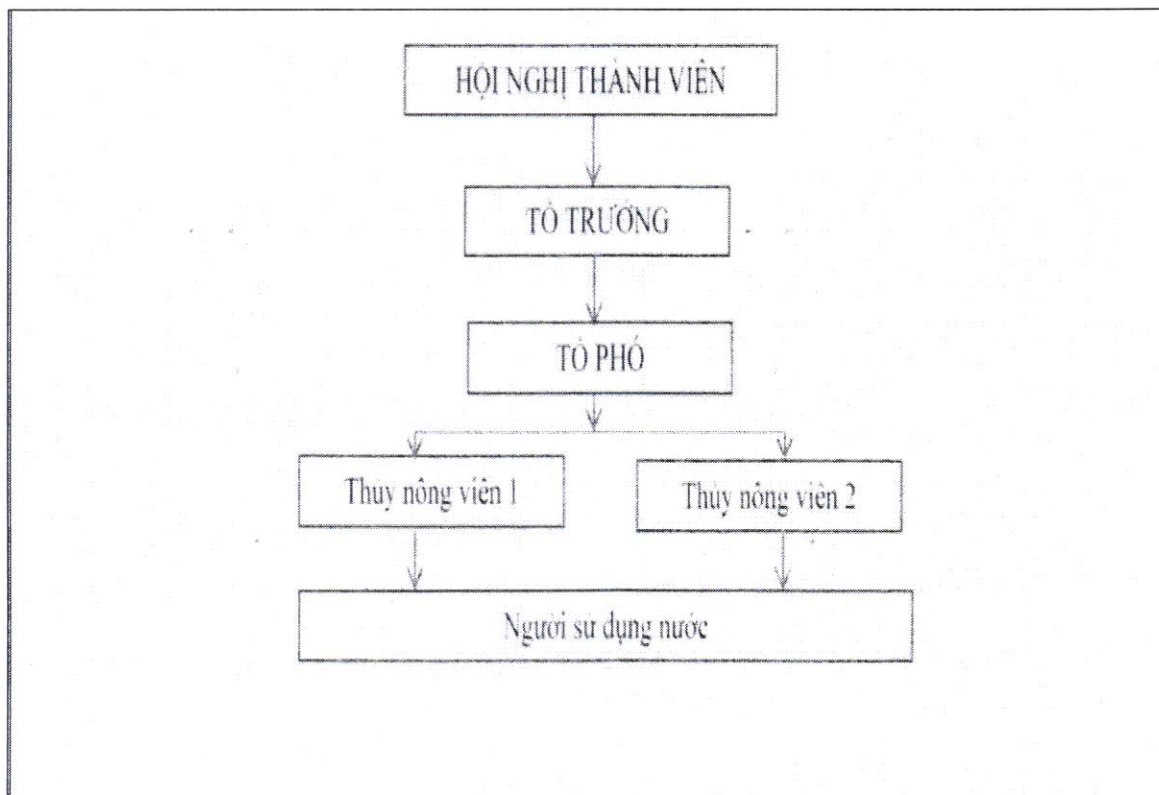 HỘI NGHỊ THÀNH VIÊN
TỔ TRƯỞNG
TỔ PHÓ
Thủy nông viên 1
Thủy nông viên 2
Người sử dụng nước